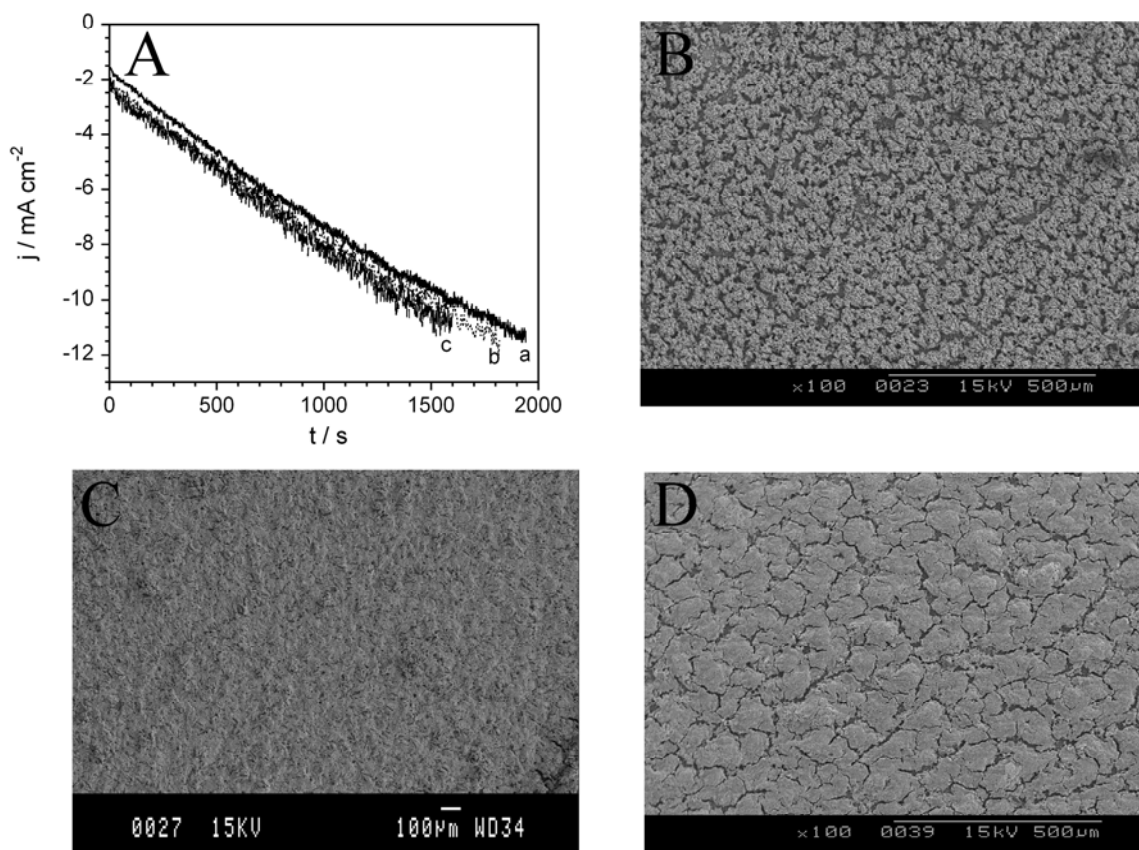 A
j / mA cm⁻²
0
-2
-4
-6
-8
-10
-12
c b a
0 500 1000 1500 2000
t / s
B
×100 0023 15kV 500µm
C
0027 15KV 100µm WD34
D
×100 0039 15kV 500µm